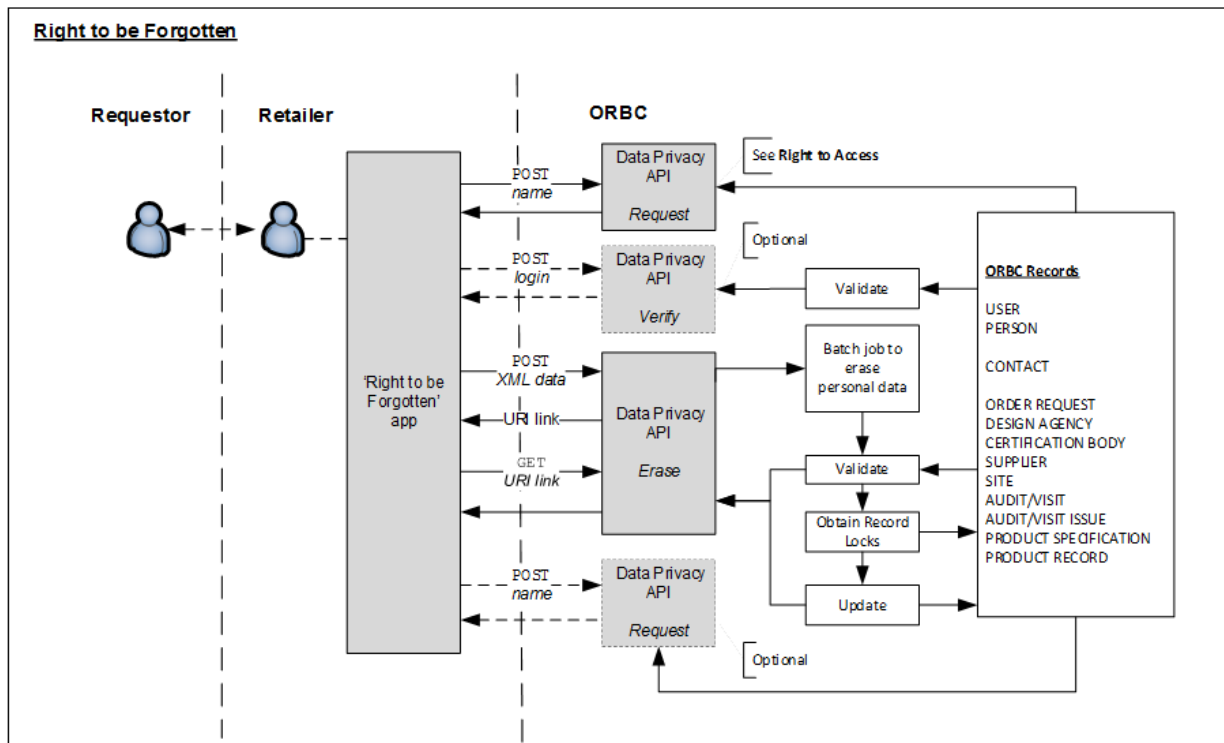 Right to be Forgotten
Requestor
Retailer
ORBC
'Right to be
Forgotten'
app
POST
name
Data Privacy
API
Request
See Right to Access
POST
login
Data Privacy
API
Verify
Optional
Validate
POST
XML data
URI link
GET
URI link
Data Privacy
API
Erase
Batch job to
erase
personal data
Validate
Obtain Record
Locks
Update
POST
name
Data Privacy
API
Request
Optional
ORBC Records
USER
PERSON
CONTACT
ORDER REQUEST
DESIGN AGENCY
CERTIFICATION BODY
SUPPLIER
SITE
AUDIT/VISIT
AUDIT/VISIT ISSUE
PRODUCT SPECIFICATION
PRODUCT RECORD